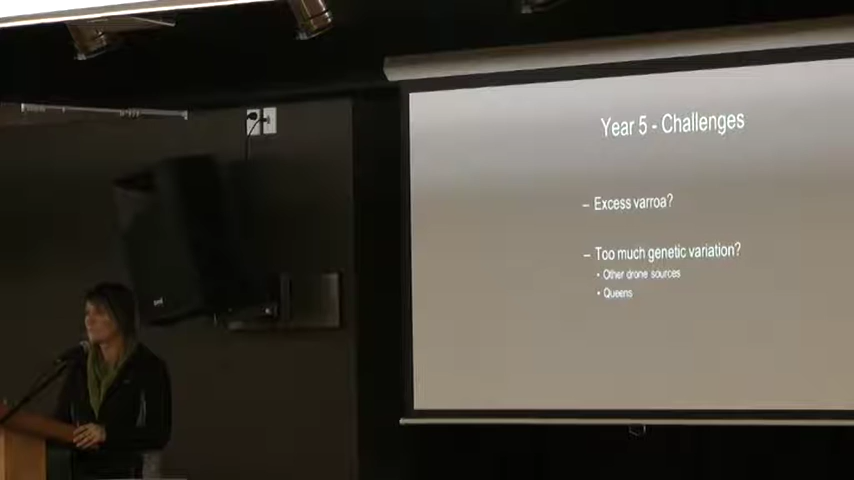 Year 5 - Challenges
– Excess varroa?
– Too much genetic variation?
• Other drone sources
• Queens